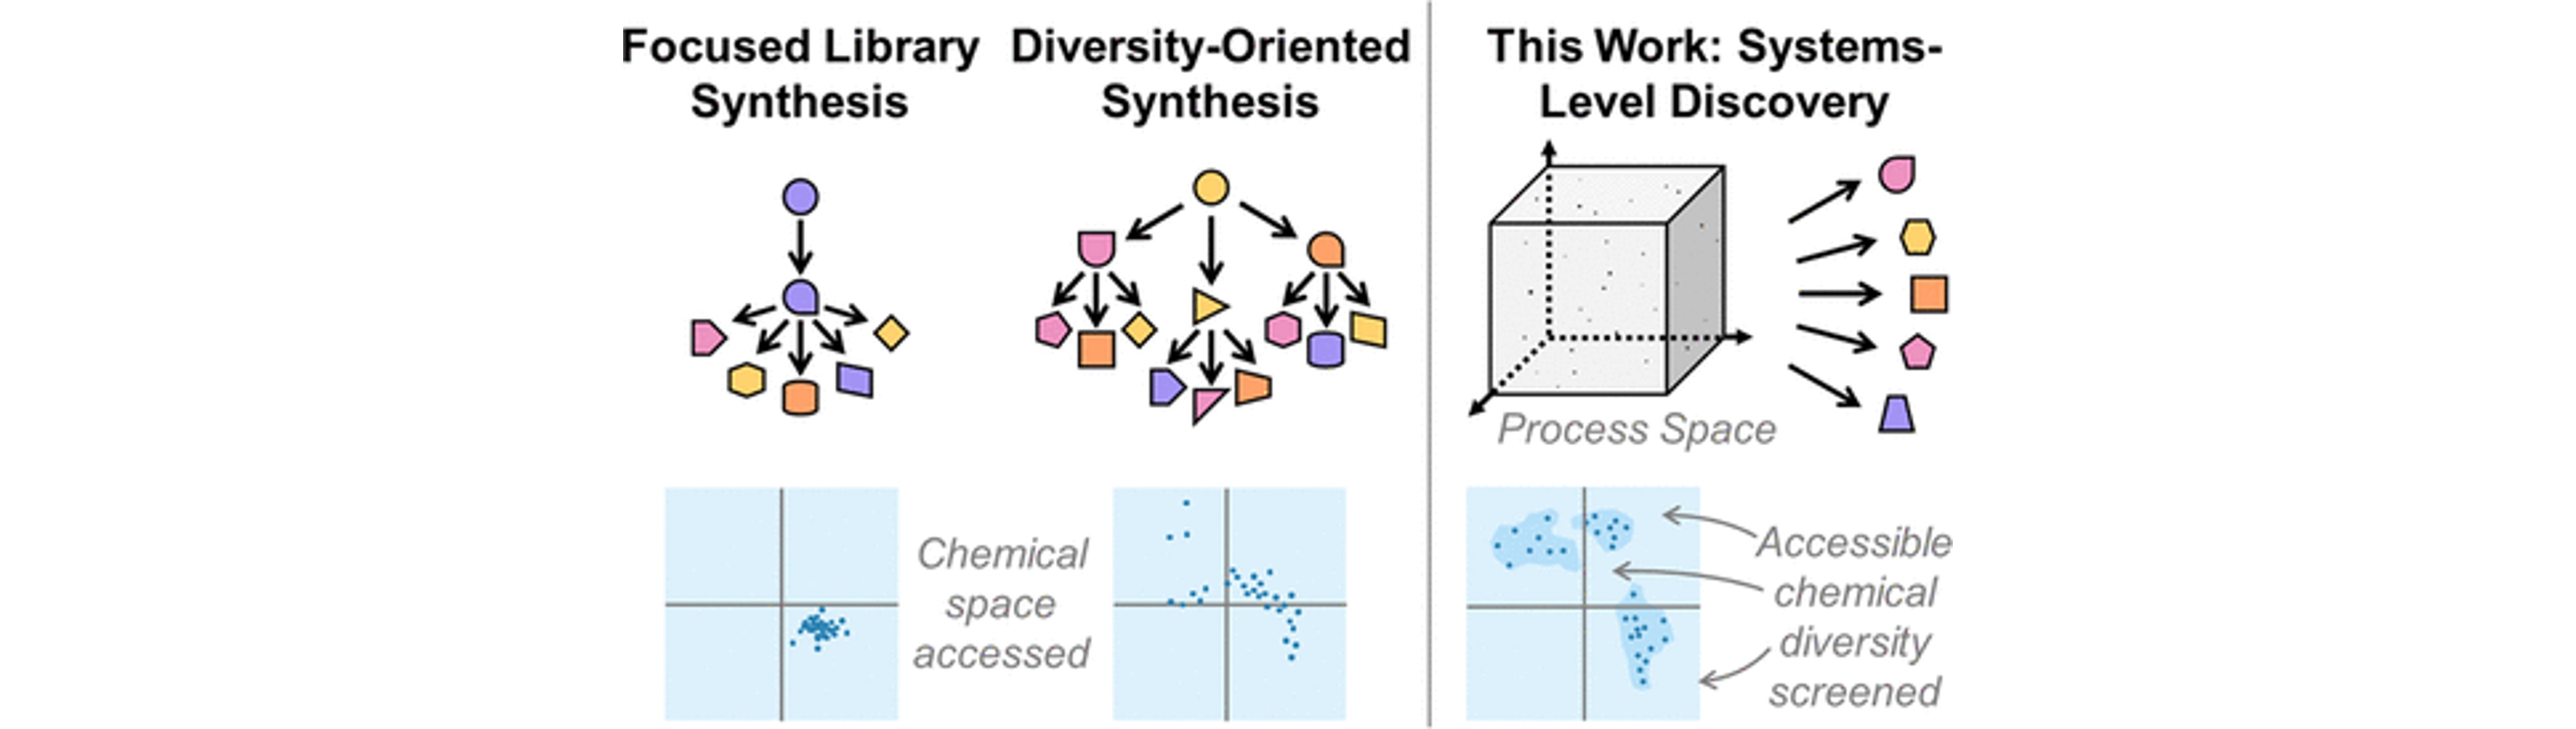 Focused Library
Synthesis
Diversity-Oriented
Synthesis
This Work: Systems-
Level Discovery
Process Space
Chemical
space
accessed
Accessible
chemical
diversity
screened